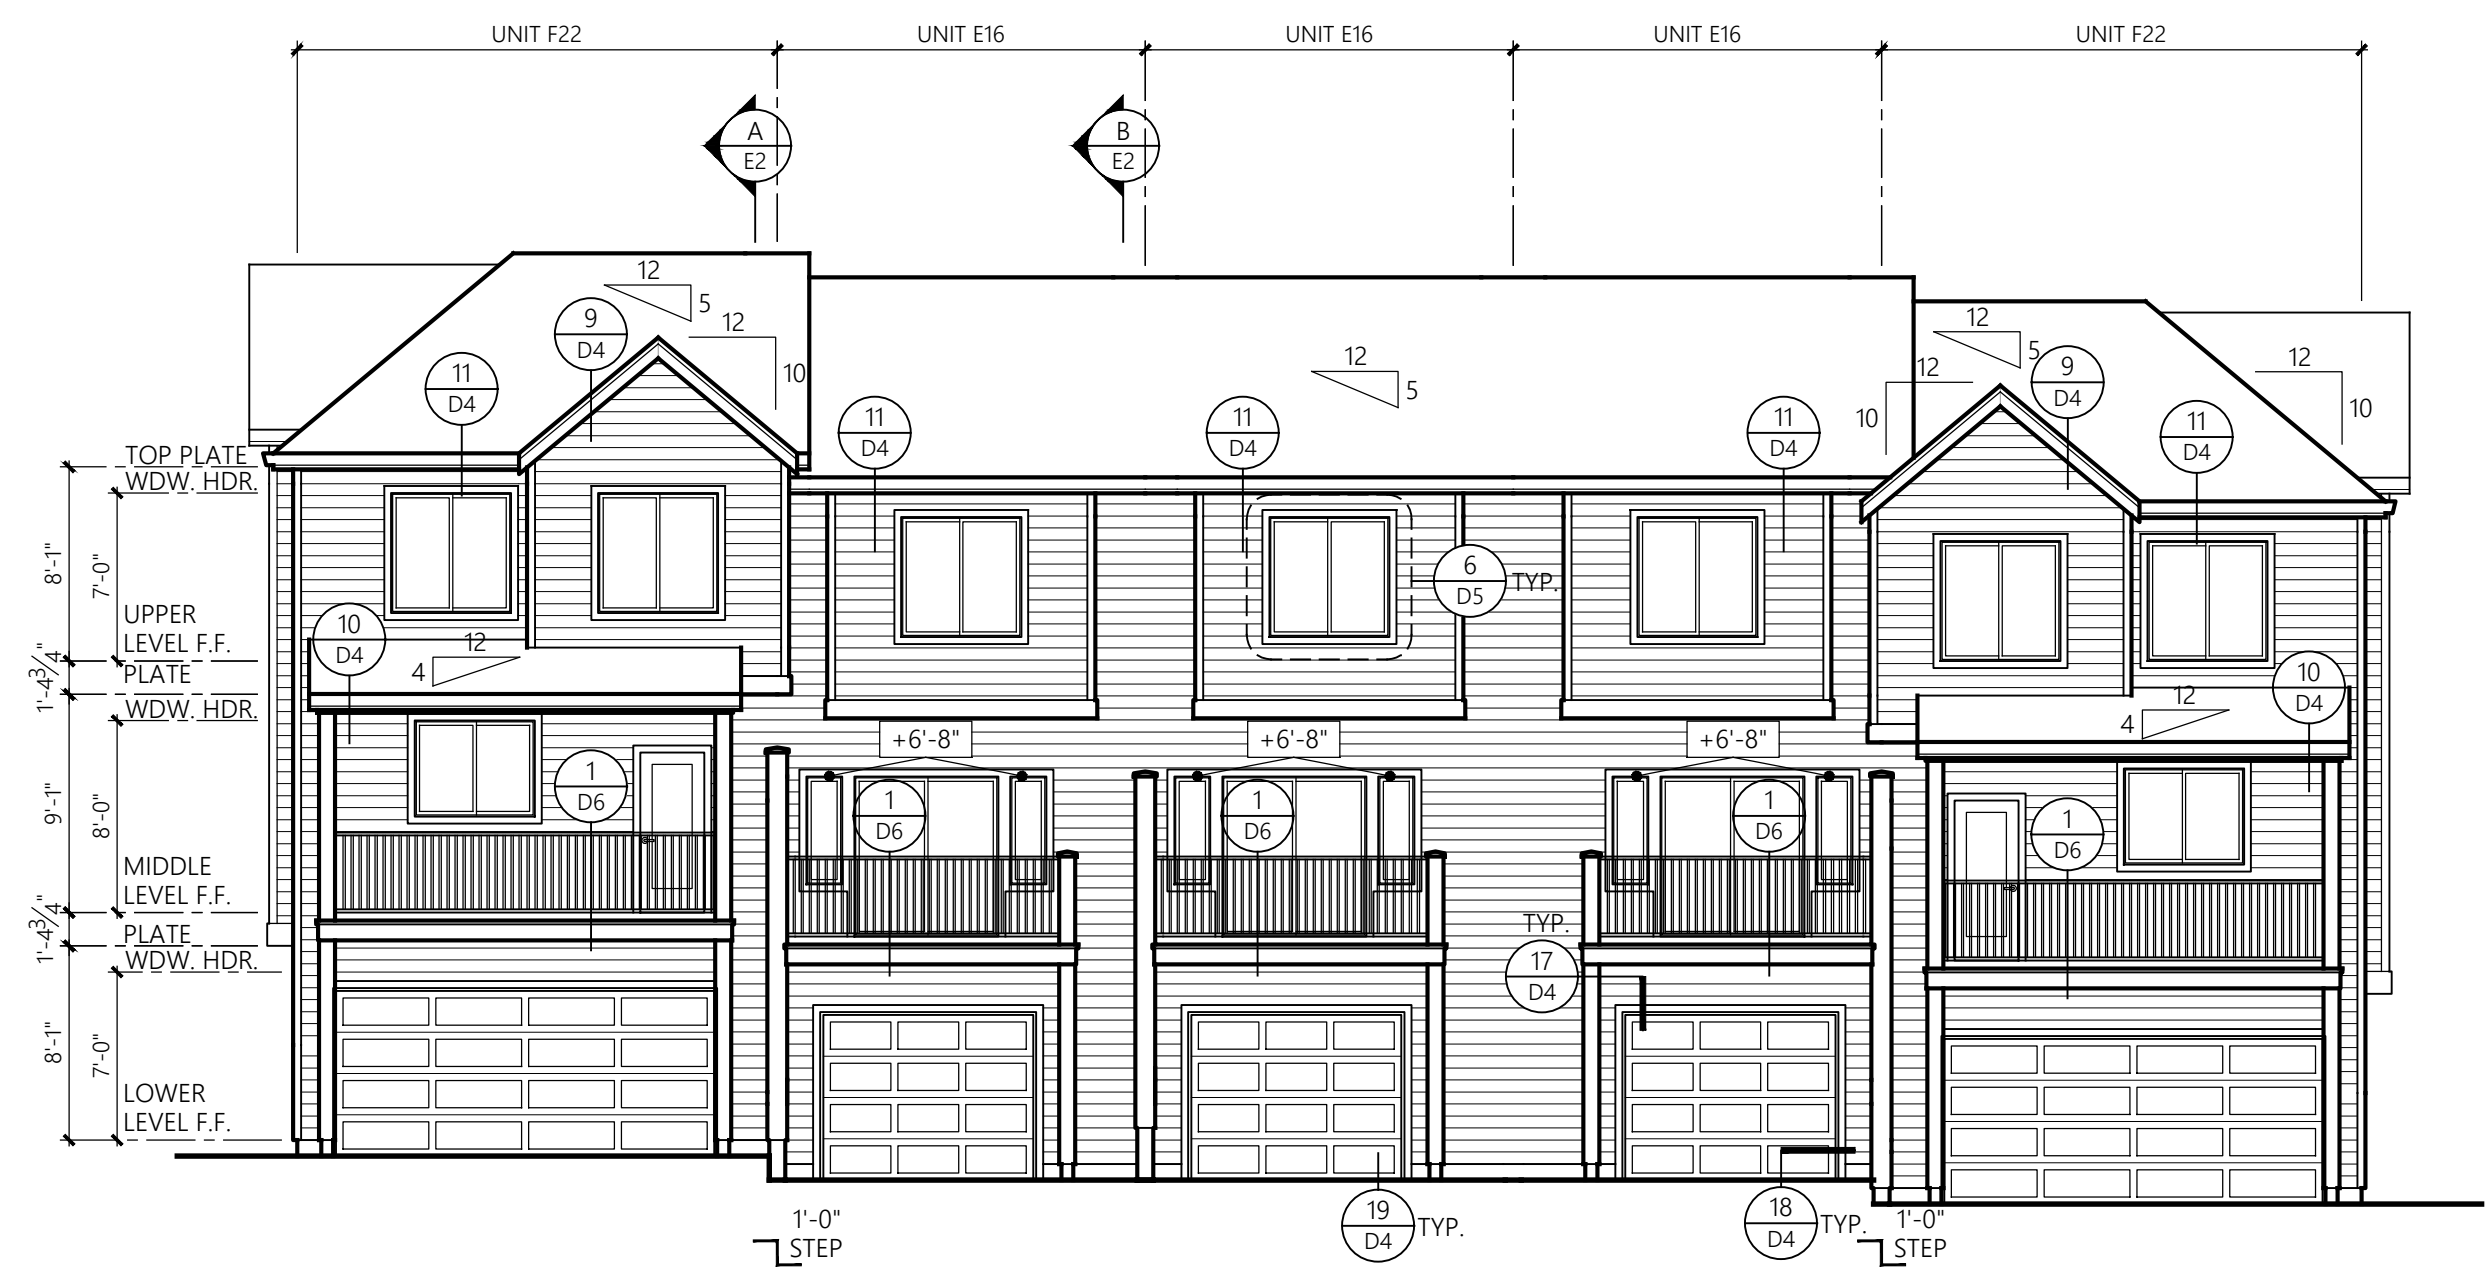 UNIT F22
UNIT E16
UNIT E16
UNIT E16
UNIT F22
A
E2
B
E2
12
5
12
10
9
D4
11
D4
12
5
12
5
12
10
9
D4
12
10
11
D4
11
D4
11
D4
11
D4
TOP PLATE
WDW. HDR.
8'-1"
7'-0"
UPPER
LEVEL F.F.
1'-4¾"
PLATE
WDW. HDR.
10
D4
12
4
6
D5
TYP.
10
D4
12
4
+6'-8"
+6'-8"
+6'-8"
9'-1"
8'-0"
1
D6
1
D6
1
D6
1
D6
1
D6
MIDDLE
LEVEL F.F.
1'-4¾"
PLATE
WDW. HDR.
TYP.
17
D4
8'-1"
7'-0"
LOWER
LEVEL F.F.
1'-0"
STEP
19
D4
TYP.
18
D4
TYP.
1'-0"
STEP